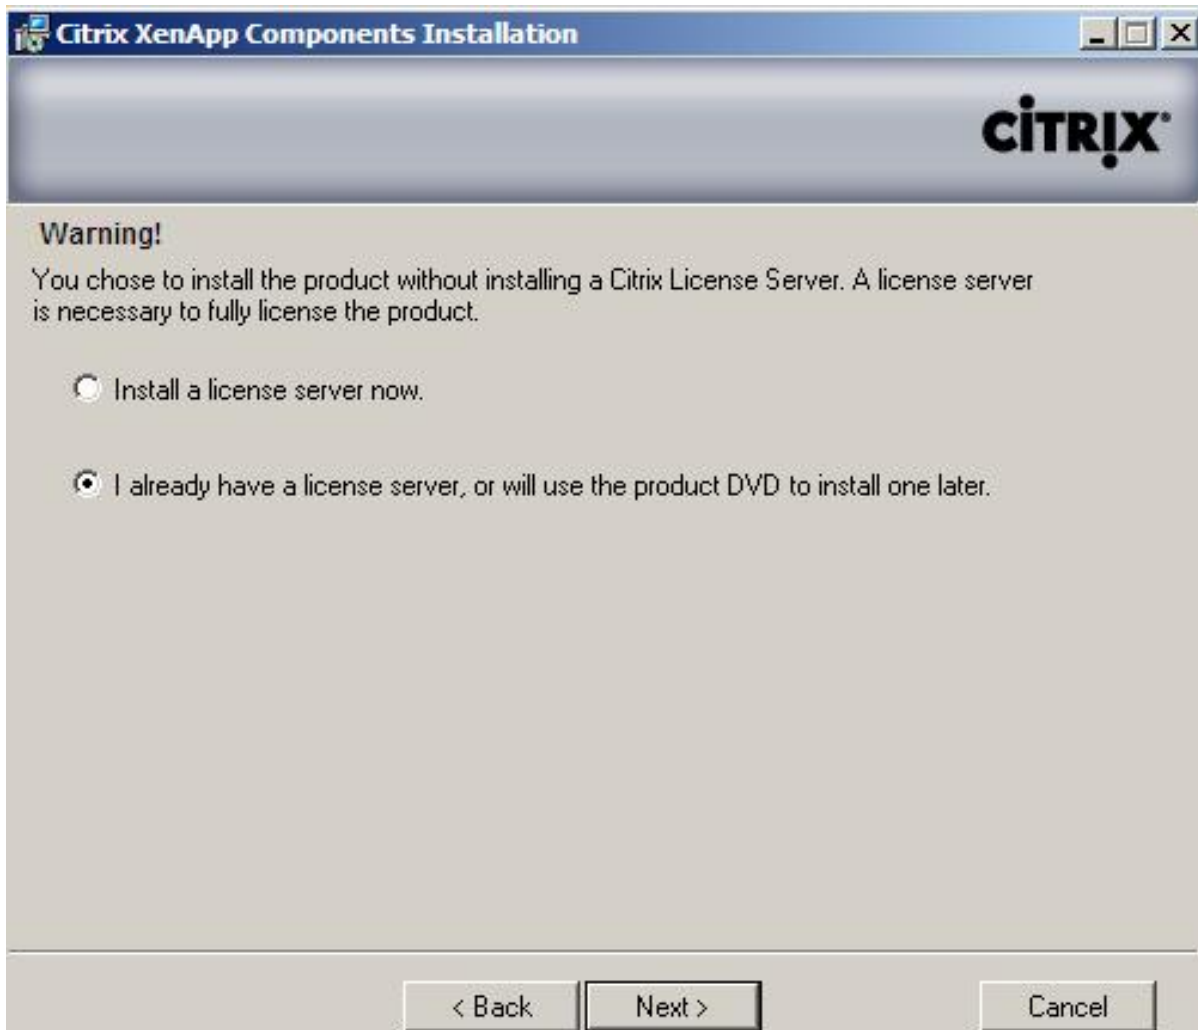 Citrix XenApp Components Installation
CİTRỊX®
Warning!
You chose to install the product without installing a Citrix License Server. A license server
is necessary to fully license the product.
Install a license server now.
I already have a license server, or will use the product DVD to install one later.
< Back
Next >
Cancel